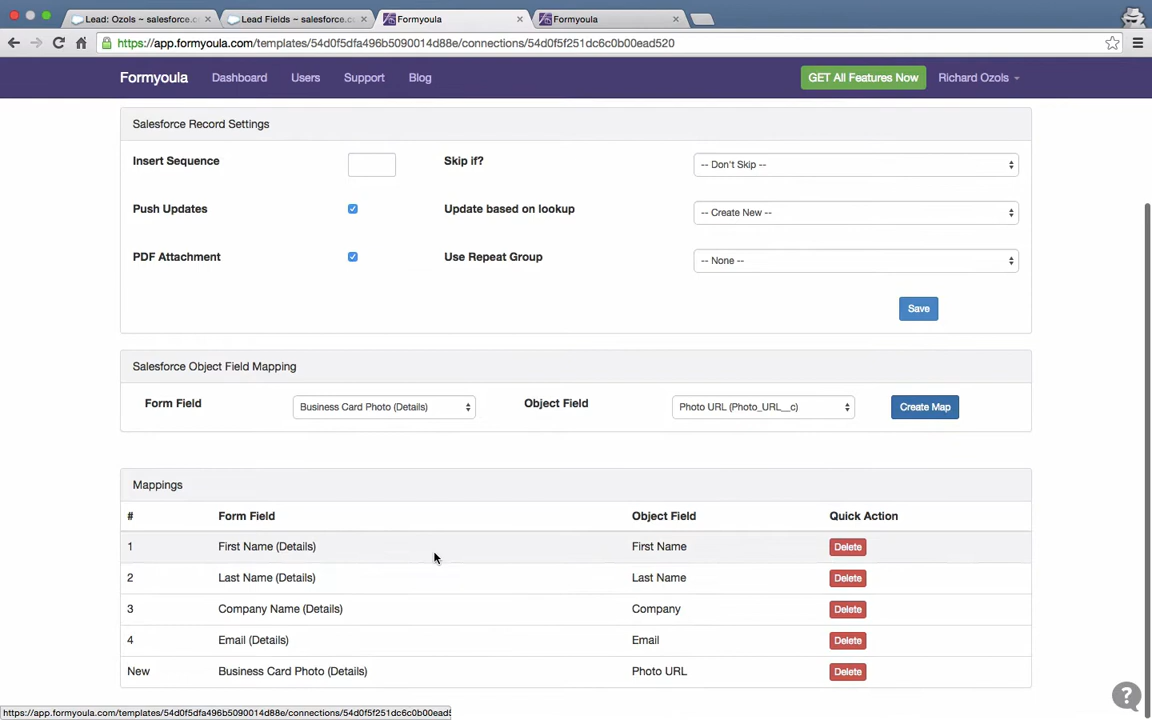 Lead: Ozols ~ salesforce.co
Lead Fields ~ salesforce.co
Formyoula
Formyoula
https://app.formyoula.com/templates/54d0f5dfa496b5090014d88e/connections/54d0f5f251dc6c0b00ead520
Formyoula Dashboard Users Support Blog GET All Features Now Richard Ozols
Salesforce Record Settings
Insert Sequence Skip if? -- Don't Skip --
Push Updates Update based on lookup -- Create New --
PDF Attachment Use Repeat Group -- None --
Save
Salesforce Object Field Mapping
Form Field Business Card Photo (Details) Object Field Photo URL (Photo_URL__c) Create Map
Mappings
# Form Field Object Field Quick Action
1 First Name (Details) First Name Delete
2 Last Name (Details) Last Name Delete
3 Company Name (Details) Company Delete
4 Email (Details) Email Delete
New Business Card Photo (Details) Photo URL Delete
?
https://app.formyoula.com/templates/54d0f5dfa496b5090014d88e/connections/54d0f5f251dc6c0b00ead5